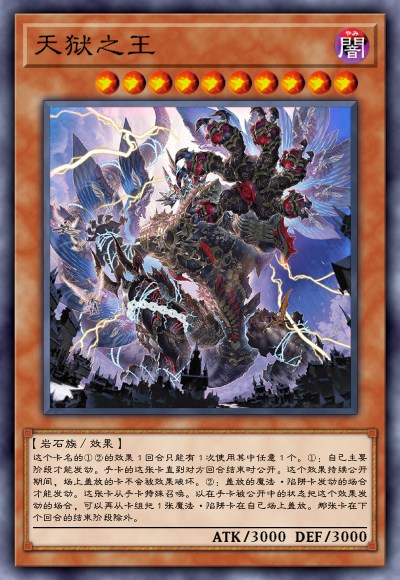 天狱之王
やみ
闇
【岩石族/效果】
这个卡名的①②的效果1回合只能有1次使用其中任意1个。①：自己主要
阶段才能发动。手卡的这张卡直到对方回合结束时公开。这个效果持续公开
期间，场上盖放的卡不会被效果破坏。②：盖放的魔法·陷阱卡发动的场合
才能发动。这张卡从手卡特殊召唤。以在手卡被公开中的状态把这个效果发
动的场合，可以再从卡组把1张魔法·陷阱卡在自己场上盖放。那张卡在下
个回合的结束阶段除外。
ATK/3000 DEF/3000